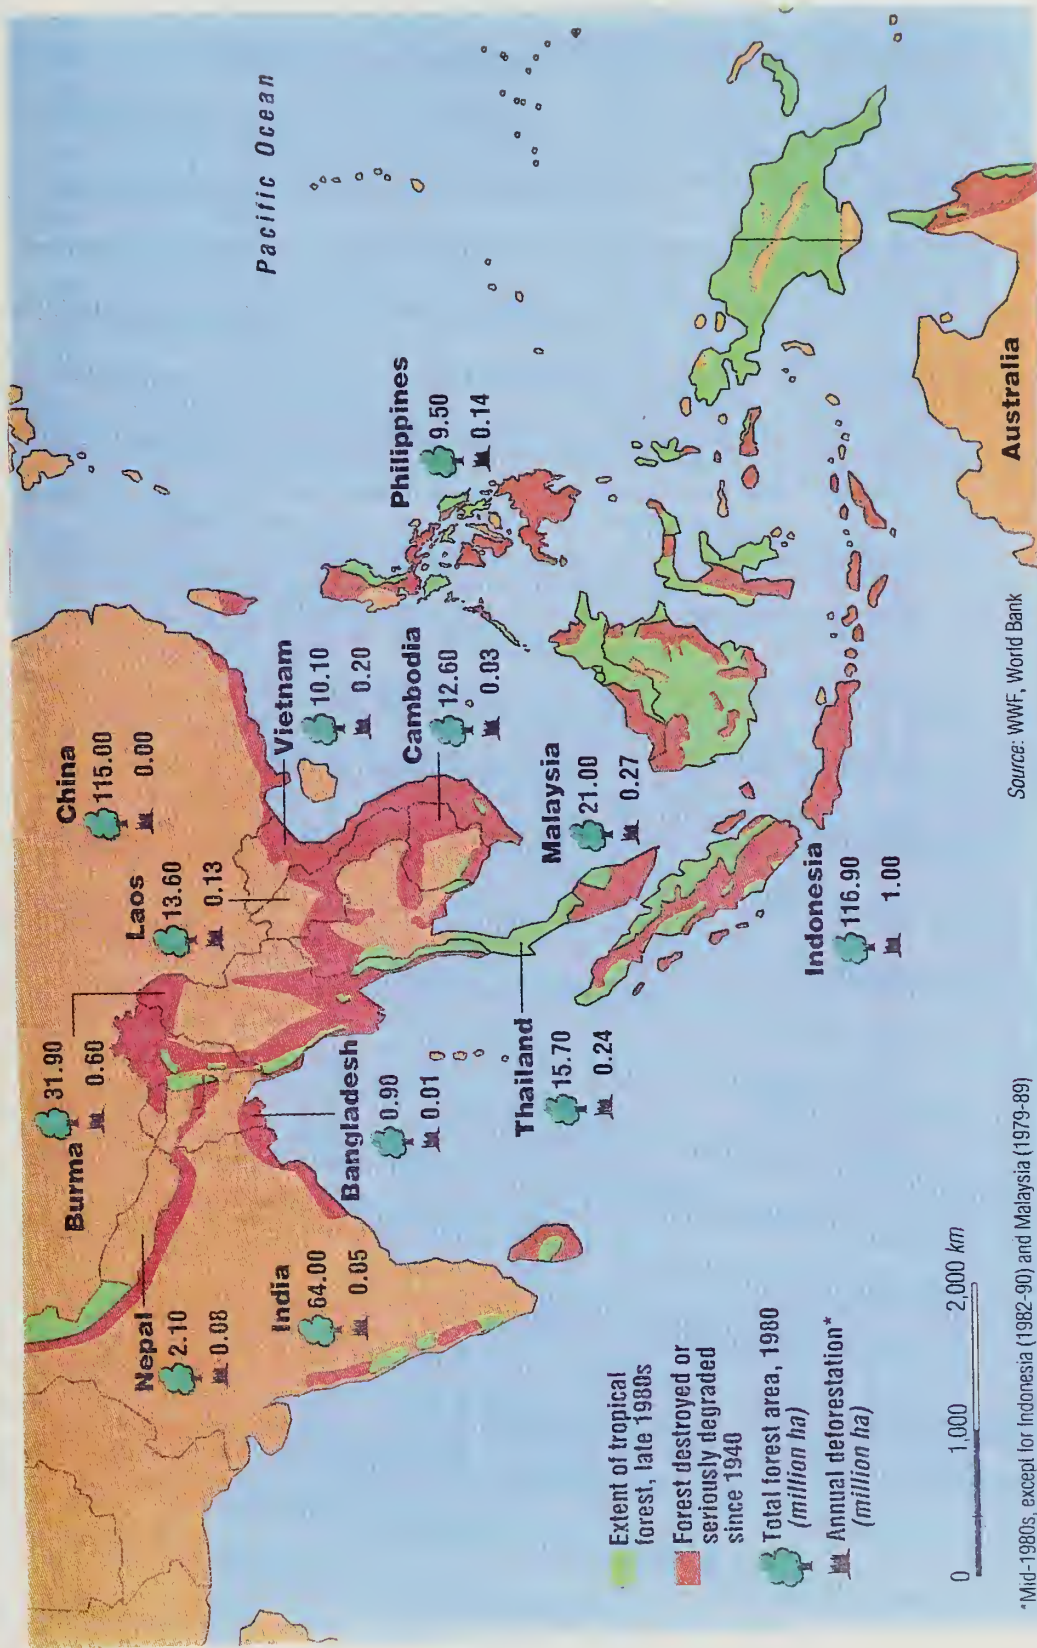 Pacific Ocean
China
115.00
0.00
Laos
13.60
0.13
Burma
31.90
0.60
Nepal
2.10
0.08
India
64.00
0.05
Bangladesh
0.90
0.01
Vietnam
10.10
0.20
Cambodia
12.60
0.03
Philippines
9.50
0.14
Thailand
15.70
0.24
Malaysia
21.00
0.27
Indonesia
116.90
1.00
Australia
Extent of tropical
forest, late 1980s
Forest destroyed or
seriously degraded
since 1940
Total forest area, 1980
(million ha)
Annual deforestation*
(million ha)
0 1,000 2,000 km
*Mid-1980s, except for Indonesia (1982-90) and Malaysia (1979-89)
Source: WWF, World Bank